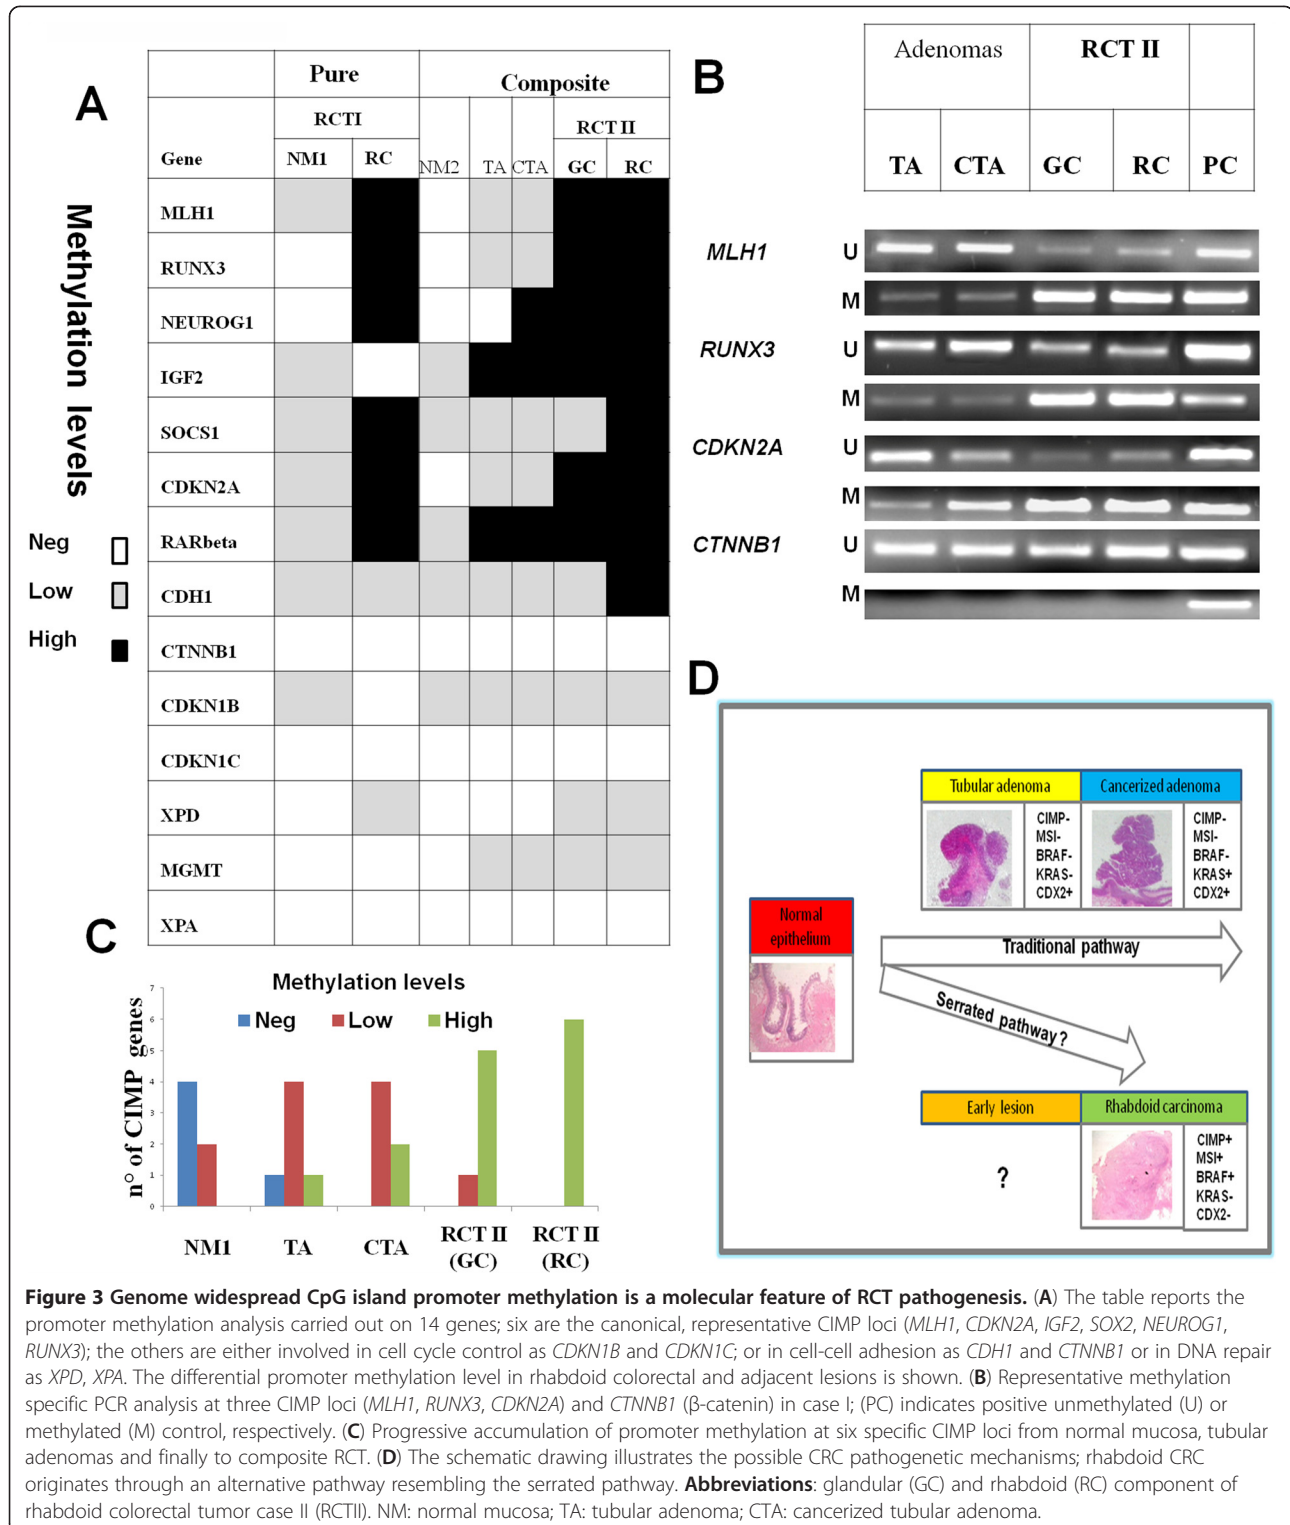 A
Pure
Composite
RCTI
RCT II
Gene
NM1
RC
NM2
TA
CTA
GC
RC
Methylation levels
MLH1
RUNX3
NEUROG1
IGF2
SOCS1
CDKN2A
RARbeta
CDH1
CTNNB1
CDKN1B
CDKN1C
XPD
MGMT
XPA
Neg
Low
High
B
Adenomas
RCT II
TA
CTA
GC
RC
PC
MLH1
U
M
RUNX3
U
M
CDKN2A
U
M
CTNNB1
U
M
C
Methylation levels
Neg
Low
High
n° of CIMP genes
7
6
5
4
3
2
1
0
NM1
TA
CTA
RCT II
(GC)
RCT II
(RC)
D
Tubular adenoma
CIMP-
MSI-
BRAF-
KRAS-
CDX2+
Cancerized adenoma
CIMP-
MSI-
BRAF-
KRAS+
CDX2+
Normal
epithelium
Traditional pathway
Serrated pathway?
Early lesion
?
Rhabdoid carcinoma
CIMP+
MSI+
BRAF+
KRAS-
CDX2-
Figure 3 Genome widespread CpG island promoter methylation is a molecular feature of RCT pathogenesis. (A) The table reports the
promoter methylation analysis carried out on 14 genes; six are the canonical, representative CIMP loci (MLH1, CDKN2A, IGF2, SOX2, NEUROG1,
RUNX3); the others are either involved in cell cycle control as CDKN1B and CDKN1C; or in cell-cell adhesion as CDH1 and CTNNB1 or in DNA repair
as XPD, XPA. The differential promoter methylation level in rhabdoid colorectal and adjacent lesions is shown. (B) Representative methylation
specific PCR analysis at three CIMP loci (MLH1, RUNX3, CDKN2A) and CTNNB1 (β-catenin) in case I; (PC) indicates positive unmethylated (U) or
methylated (M) control, respectively. (C) Progressive accumulation of promoter methylation at six specific CIMP loci from normal mucosa, tubular
adenomas and finally to composite RCT. (D) The schematic drawing illustrates the possible CRC pathogenetic mechanisms; rhabdoid CRC
originates through an alternative pathway resembling the serrated pathway. Abbreviations: glandular (GC) and rhabdoid (RC) component of
rhabdoid colorectal tumor case II (RCTII). NM: normal mucosa; TA: tubular adenoma; CTA: cancerized tubular adenoma.